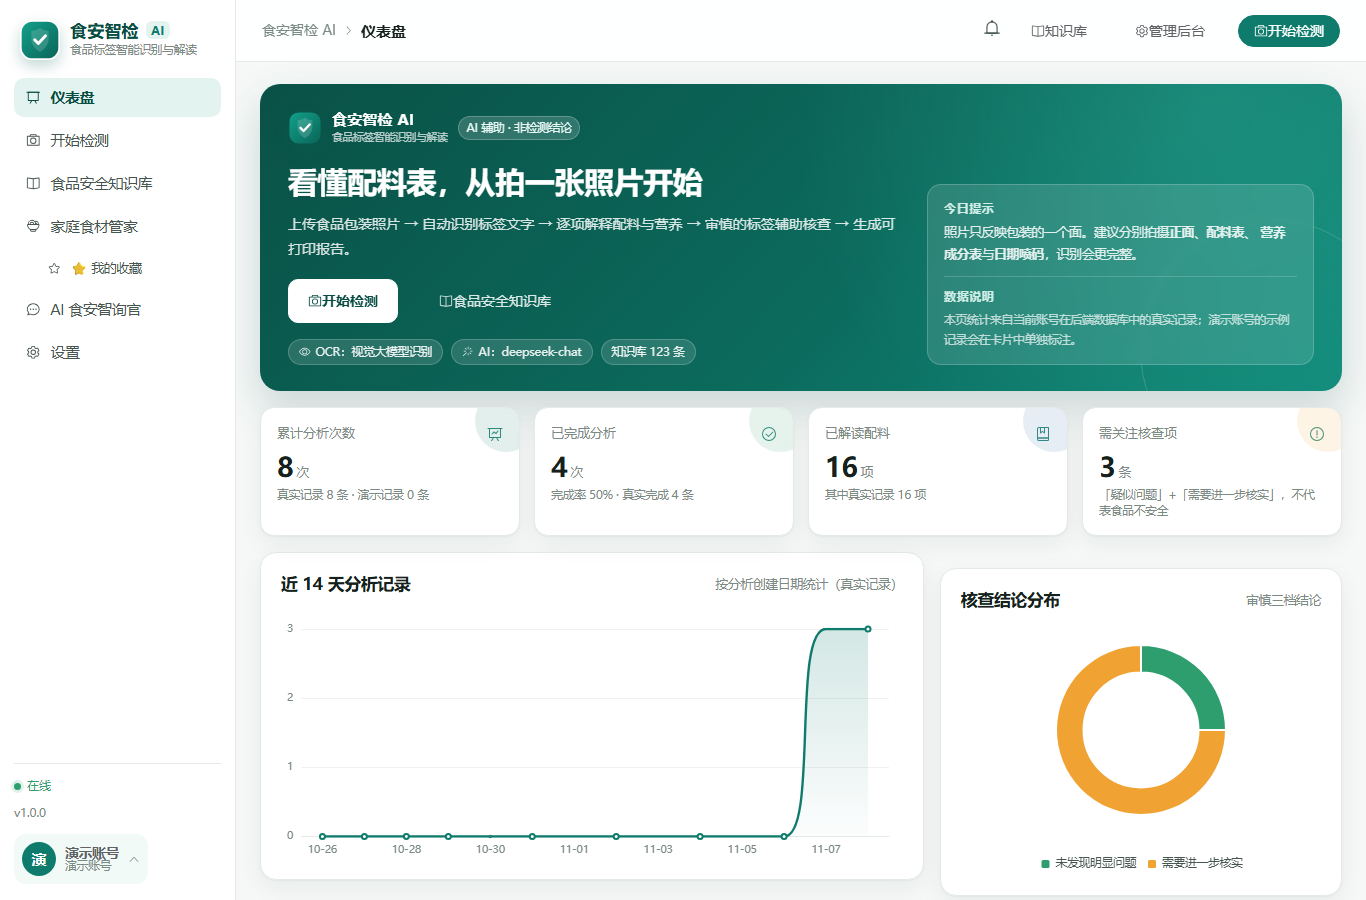 食安智检 AI
食品标签智能识别与解读
仪表盘
开始检测
食品安全知识库
家庭食材管家
我的收藏
AI 食安智询官
设置
在线
v1.0.0
演
演示账号
演示账号
食安智检 AI > 仪表盘
知识库
管理后台
开始检测
食安智检 AI
食品标签智能识别与解读
AI 辅助 · 非检测结论
看懂配料表，从拍一张照片开始
上传食品包装照片 → 自动识别标签文字 → 逐项解释配料与营养 → 审慎的标签辅助核查 → 生成可
打印报告。
开始检测
食品安全知识库
OCR：视觉大模型识别
AI：deepseek-chat
知识库 123 条
今日提示
照片只反映包装的一个面。建议分别拍摄正面、配料表、 营养
成分表与日期喷码，识别会更完整。
数据说明
本页统计来自当前账号在后端数据库中的真实记录；演示账号的示例
记录会在卡片中单独标注。
累计分析次数
8 次
真实记录 8 条 · 演示记录 0 条
已完成分析
4 次
完成率 50% · 真实完成 4 条
已解读配料
16 项
其中真实记录 16 项
需关注核查项
3 条
「疑似问题」+「需要进一步核实」，不代
表食品不安全
近 14 天分析记录
按分析创建日期统计（真实记录）
3
2
1
0
10-26 10-28 10-30 11-01 11-03 11-05 11-07
核查结论分布
审慎三档结论
未发现明显问题
需要进一步核实